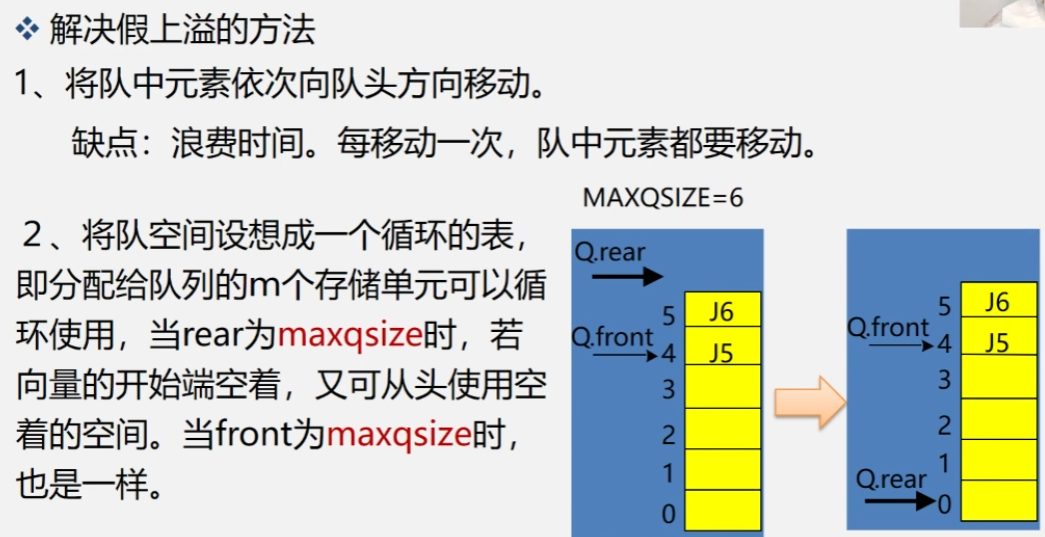 ❖ 解决假上溢的方法
1、将队中元素依次向队头方向移动。
缺点：浪费时间。每移动一次，队中元素都要移动。
2、将队空间设想成一个循环的表，
即分配给队列的m个存储单元可以循
环使用，当rear为maxqsize时，若
向量的开始端空着，又可从头使用空
着的空间。当front为maxqsize时，
也是一样。
MAXQSIZE=6
Q.rear
5 J6
Q.front
4 J5
3
2
1
0
5 J6
Q.front
4 J5
3
2
1
Q.rear
0